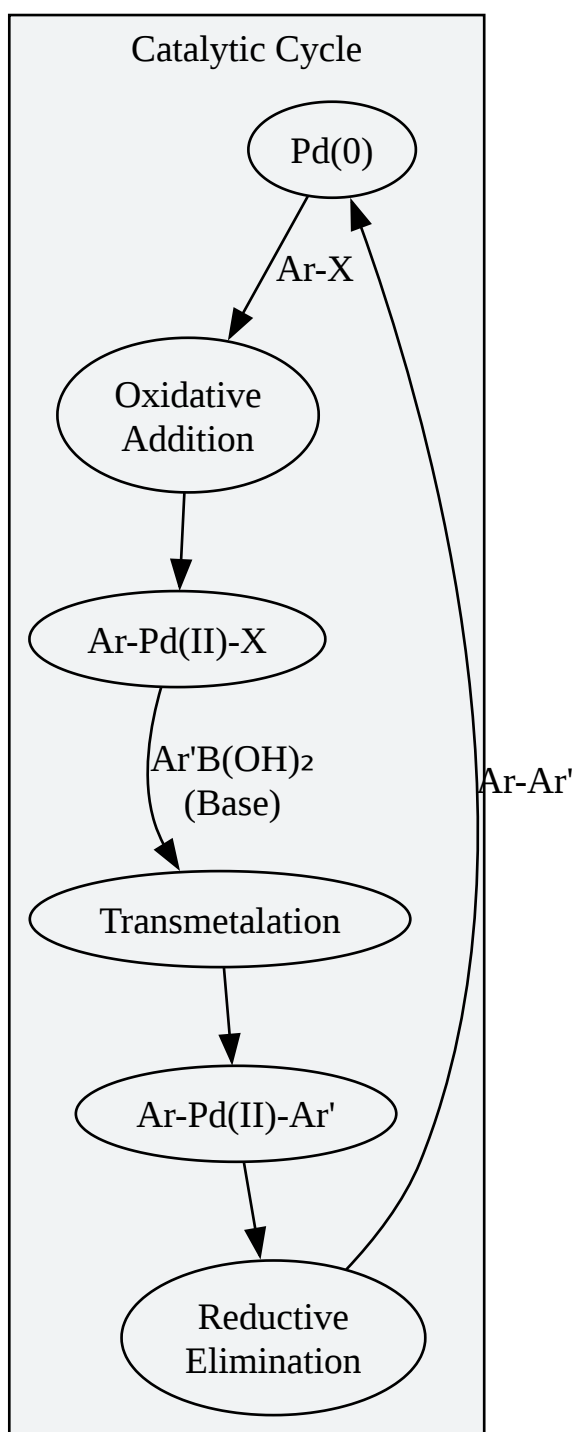 Catalytic Cycle
Pd(0)
Ar-X
Oxidative
Addition
Ar-Pd(II)-X
Ar'B(OH)₂
(Base)
Ar-Ar'
Transmetalation
Ar-Pd(II)-Ar'
Reductive
Elimination